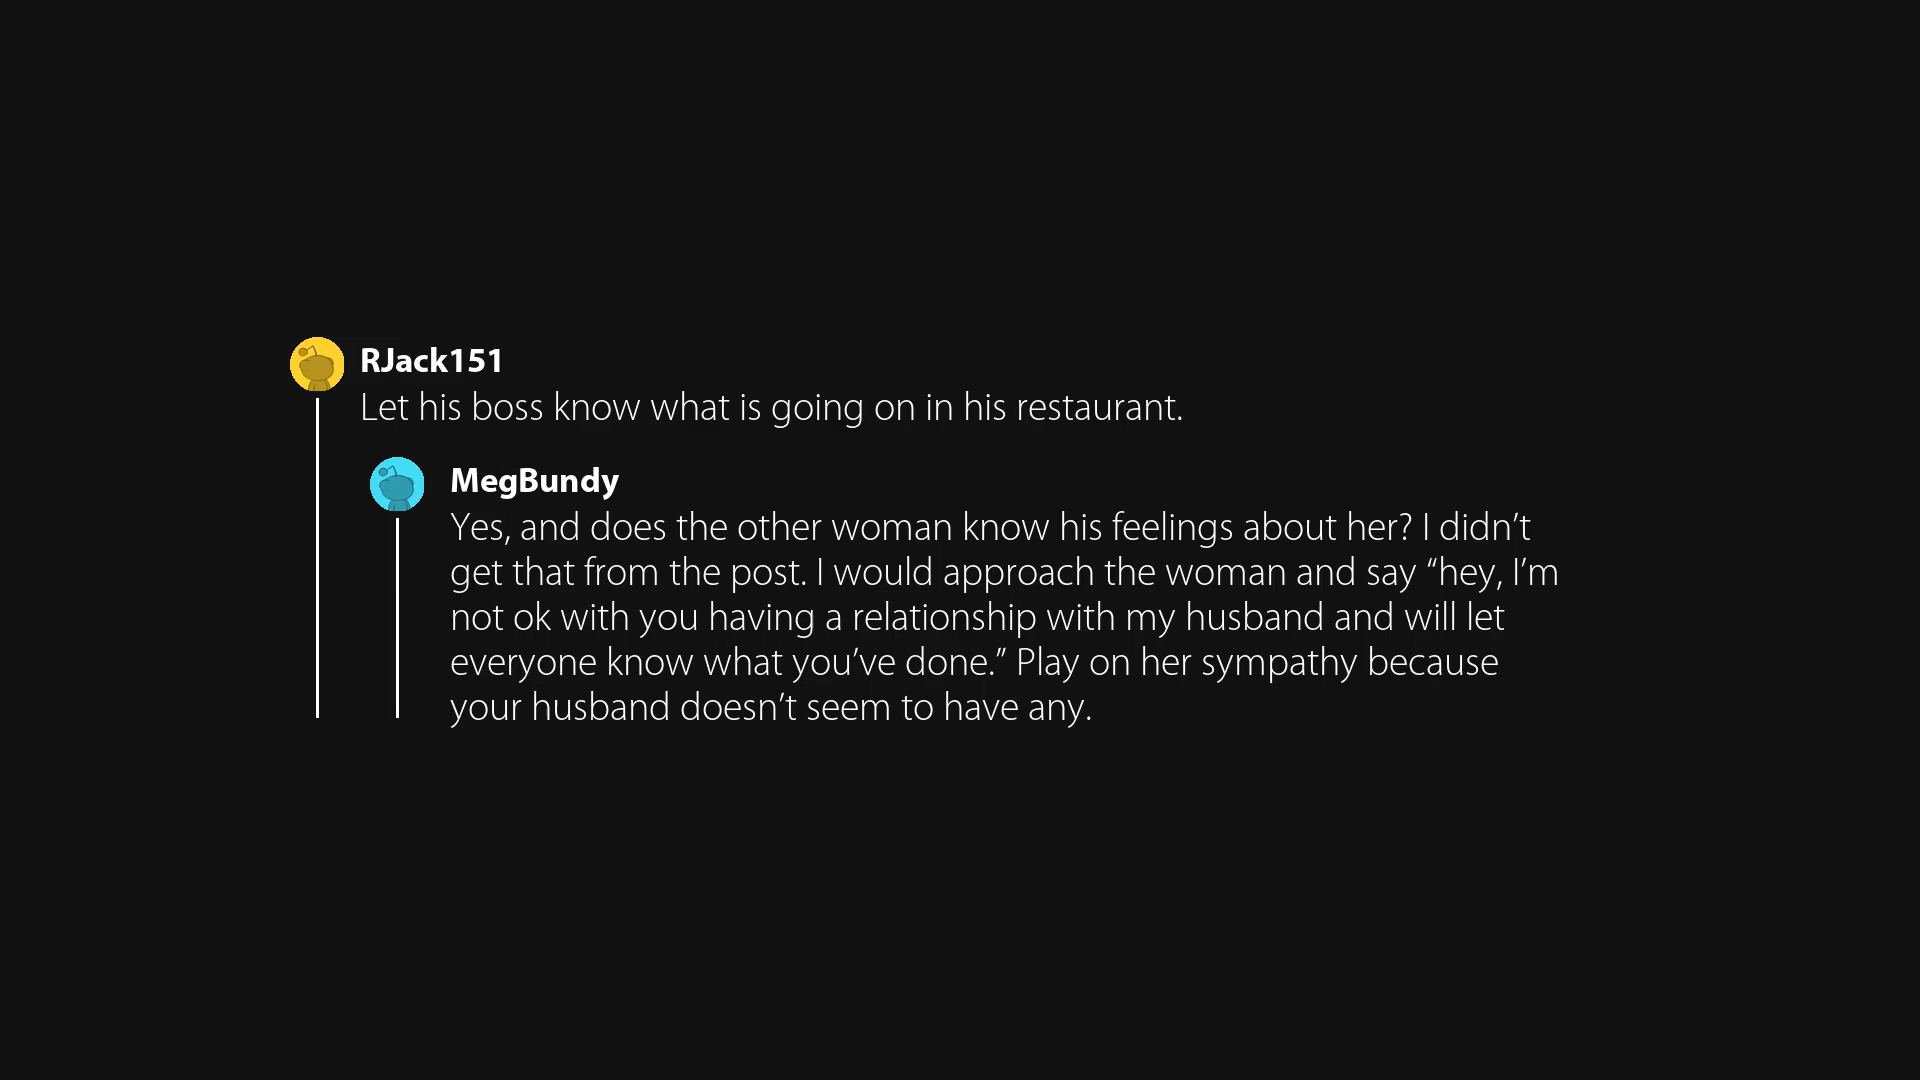 RJack151
Let his boss know what is going on in his restaurant.
MegBundy
Yes, and does the other woman know his feelings about her? I didn’t
get that from the post. I would approach the woman and say “hey, I’m
not ok with you having a relationship with my husband and will let
everyone know what you’ve done.” Play on her sympathy because
your husband doesn’t seem to have any.